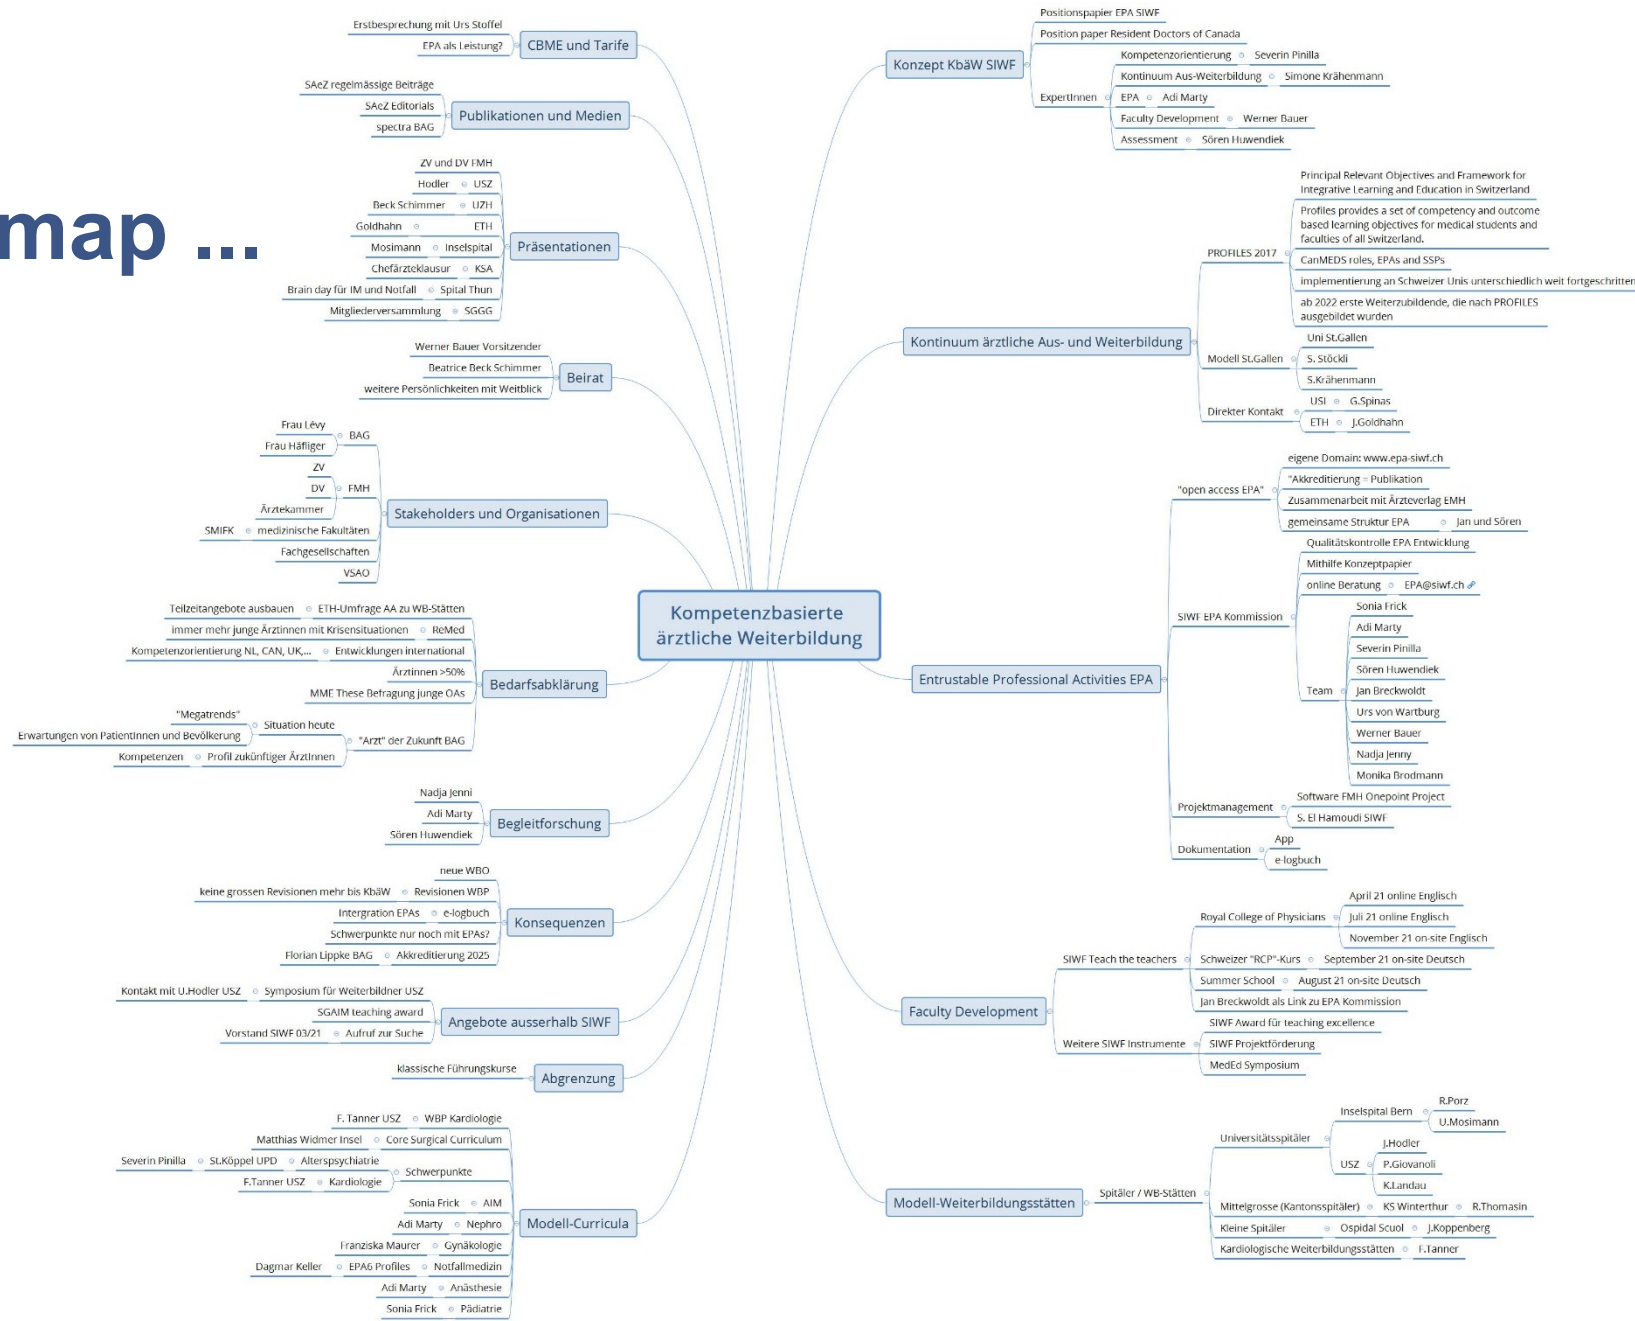 map ...
Erstbesprechung mit Urs Stoffel
EPA als Leistung?
CBME und Tarife
SAeZ regelmässige Beiträge
SAeZ Editorials
spectra BAG
Publikationen und Medien
ZV und DV FMH
Hodler USZ
Beck Schimmer UZH
Goldhahn ETH
Mosimann Inselspital
Chefärzteklausur KSA
Brain day für IM und Notfall Spital Thun
Mitgliederversammlung SGGG
Präsentationen
Werner Bauer Vorsitzender
Beatrice Beck Schimmer
weitere Persönlichkeiten mit Weitblick
Beirat
Frau Lévy
Frau Häfliger
BAG
ZV
DV
Ärztekammer
FMH
SMIFK medizinische Fakultäten
Fachgesellschaften
VSAO
Stakeholders und Organisationen
Teilzeitangebote ausbauen ETH-Umfrage AA zu WB-Stätten
immer mehr junge Ärztinnen mit Krisensituationen ReMed
Kompetenzorientierung NL, CAN, UK,... Entwicklungen international
Ärztinnen >50%
MME These Befragung junge OAs
"Megatrends"
Erwartungen von PatientInnen und Bevölkerung
Situation heute
Kompetenzen Profil zukünftiger ÄrztInnen
"Arzt" der Zukunft BAG
Bedarfsabklärung
Nadja Jenni
Adi Marty
Sören Huwendiek
Begleitforschung
neue WBO
keine grossen Revisionen mehr bis KbäW Revisionen WBP
Intergration EPAs e-logbuch
Schwerpunkte nur noch mit EPAs?
Florian Lippke BAG Akkreditierung 2025
Konsequenzen
Kontakt mit U.Hodler USZ Symposium für Weiterbildner USZ
SGAIM teaching award
Vorstand SIWF 03/21 Aufruf zur Suche
Angebote ausserhalb SIWF
klassische Führungskurse
Abgrenzung
F. Tanner USZ WBP Kardiologie
Matthias Widmer Insel Core Surgical Curriculum
Severin Pinilla St.Köppel UPD Alterspsychiatrie
F.Tanner USZ Kardiologie
Schwerpunkte
Sonia Frick AIM
Adi Marty Nephro
Franziska Maurer Gynäkologie
Dagmar Keller EPA6 Profiles Notfallmedizin
Adi Marty Anästhesie
Sonia Frick Pädiatrie
Modell-Curricula
Kompetenzbasierte
ärztliche Weiterbildung
Konzept KbäW SIWF
Positionspapier EPA SIWF
Position paper Resident Doctors of Canada
ExpertInnen
Kompetenzorientierung Severin Pinilla
Kontinuum Aus-Weiterbildung Simone Krähenmann
EPA Adi Marty
Faculty Development Werner Bauer
Assessment Sören Huwendiek
Kontinuum ärztliche Aus- und Weiterbildung
PROFILES 2017
Principal Relevant Objectives and Framework for
Integrative Learning and Education in Switzerland
Profiles provides a set of competency and outcome
based learning objectives for medical students and
faculties of all Switzerland.
CanMEDS roles, EPAs and SSPs
implementierung an Schweizer Unis unterschiedlich weit fortgeschritten
ab 2022 erste Weiterzubildende, die nach PROFILES
ausgebildet wurden
Modell St.Gallen
Uni St.Gallen
S. Stöckli
S.Krähenmann
Direkter Kontakt
USI G.Spinas
ETH J.Goldhahn
Entrustable Professional Activities EPA
"open access EPA"
eigene Domain: www.epa-siwf.ch
"Akkreditierung = Publikation
Zusammenarbeit mit Ärzteverlag EMH
gemeinsame Struktur EPA Jan und Sören
SIWF EPA Kommission
Qualitätskontrolle EPA Entwicklung
Mithilfe Konzeptpapier
online Beratung EPA@siwf.ch
Team
Sonia Frick
Adi Marty
Severin Pinilla
Sören Huwendiek
Jan Breckwoldt
Urs von Wartburg
Werner Bauer
Nadja Jenny
Monika Brodmann
Projektmanagement
Software FMH Onepoint Project
S. El Hamoudi SIWF
Dokumentation
App
e-logbuch
Faculty Development
SIWF Teach the teachers
Royal College of Physicians
April 21 online Englisch
Juli 21 online Englisch
November 21 on-site Englisch
Schweizer "RCP"-Kurs September 21 on-site Deutsch
Summer School August 21 on-site Deutsch
Jan Breckwoldt als Link zu EPA Kommission
Weitere SIWF Instrumente
SIWF Award für teaching excellence
SIWF Projektförderung
MedEd Symposium
Modell-Weiterbildungsstätten
Spitäler / WB-Stätten
Universitätsspitäler
Inselspital Bern
R.Porz
U.Mosimann
USZ
J.Hodler
P.Giovanoli
K.Landau
Mittelgrosse (Kantonsspitäler) KS Winterthur R.Thomasin
Kleine Spitäler Ospidal Scuol J.Koppenberg
Kardiologische Weiterbildungsstätten F.Tanner